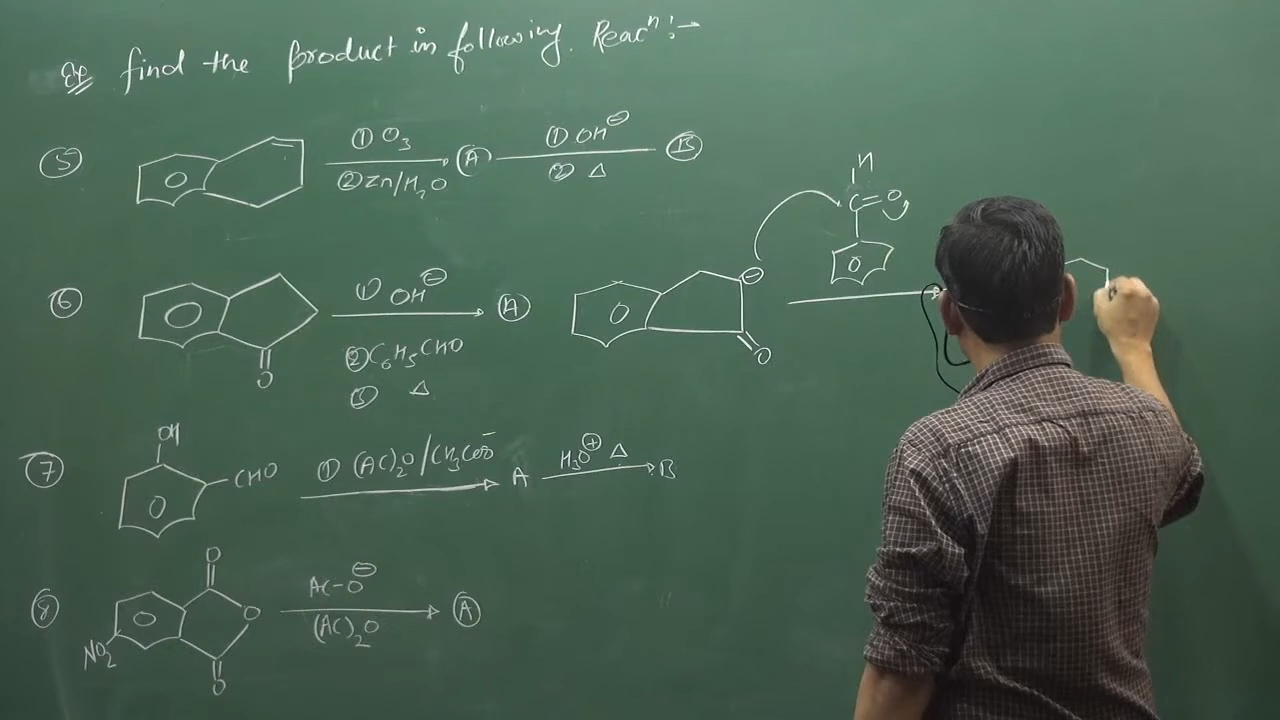 Ex find the product in following. Reacⁿ:-
⑤ ① O₃ ② Zn/H₂O Ⓐ ① OH⊖ ② △ Ⓑ
H
C=O
⑥ O ① OH⊖ ② C₆H₅CHO ③ △ Ⓐ
⊖
O
⑦ OH CHO ① (AC)₂O/CH₃COO⁻ A H₃O⊕ △ B
⑧ O O O NO₂ AC-O⊖ (AC)₂O Ⓐ